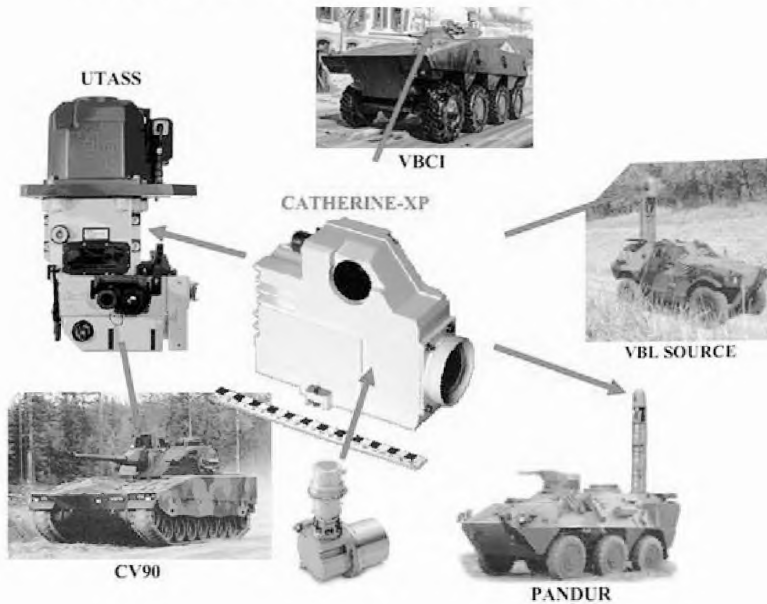 UTASS
VBCI
CATHERINE-XP
VBL SOURCE
CV90
PANDUR